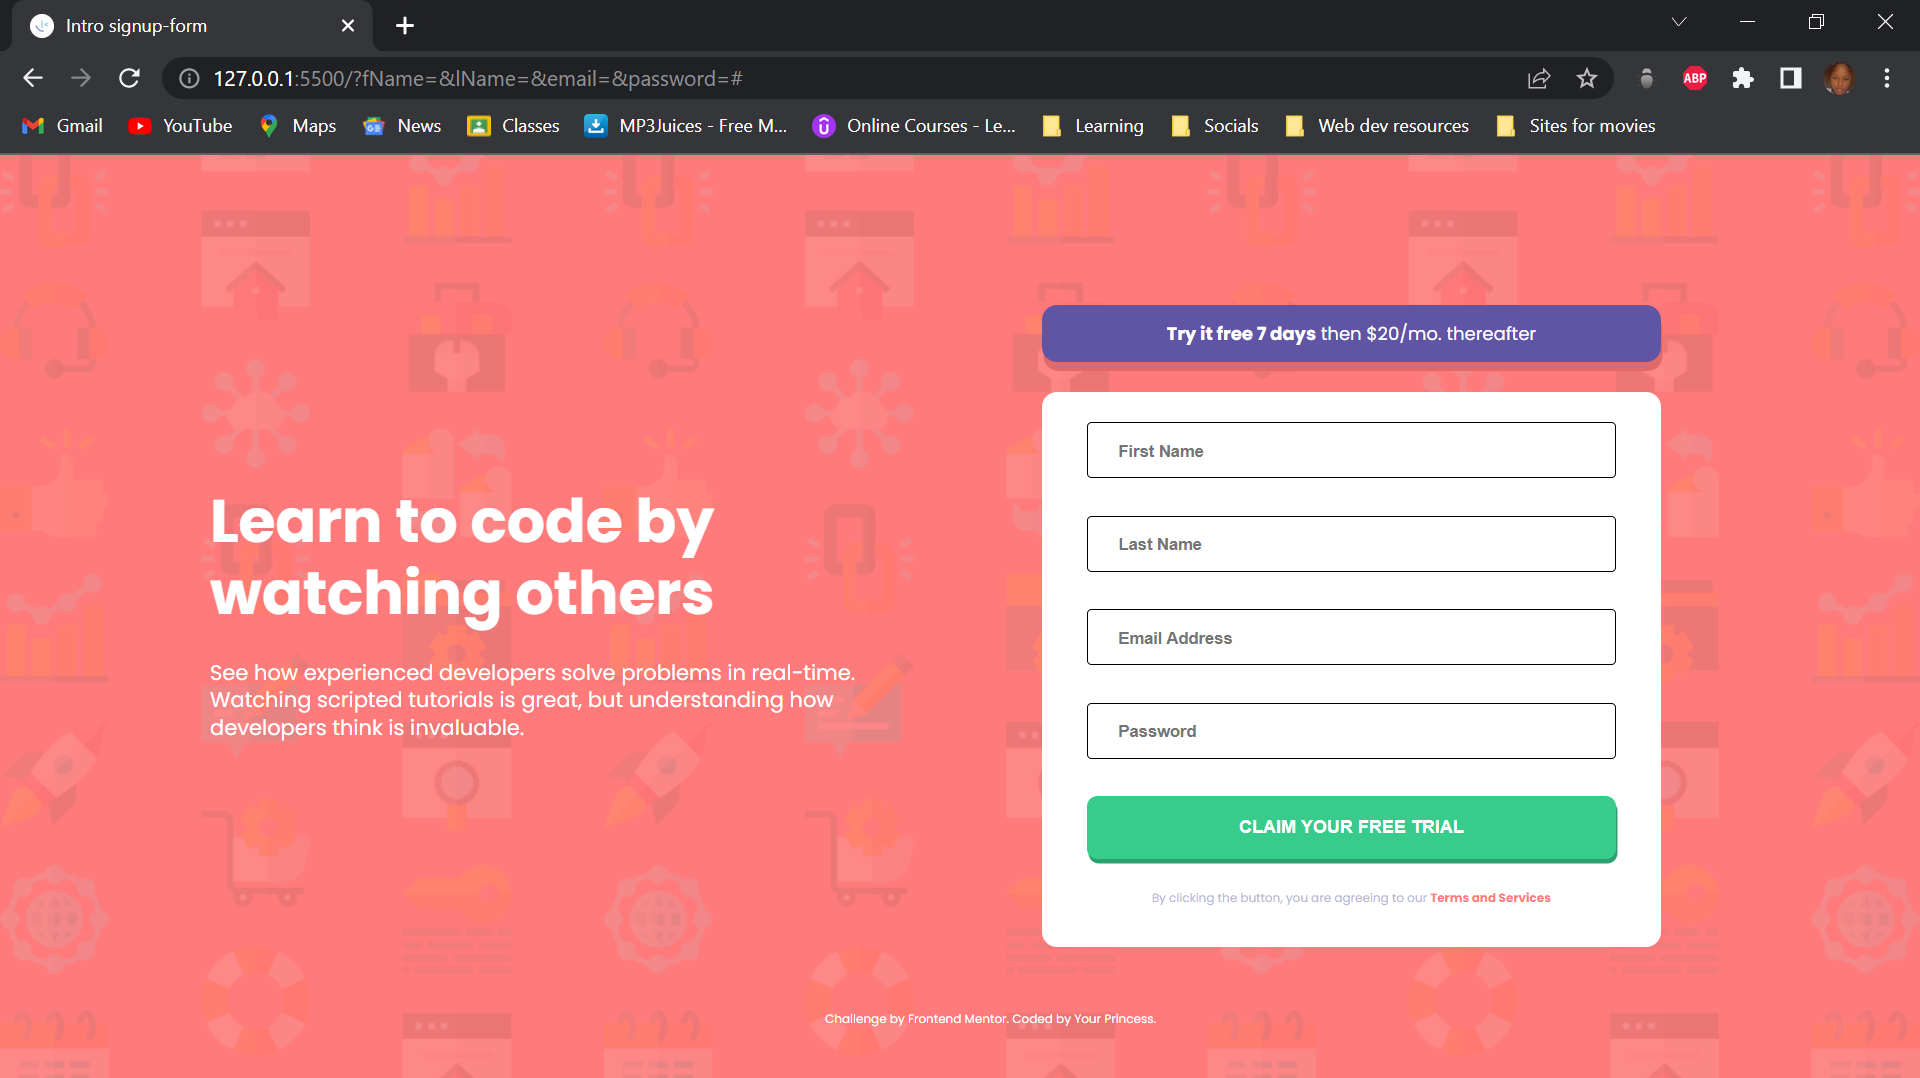 Intro signup-form
127.0.0.1:5500/?fName=&lName=&email=&password=#
ABP
Gmail
YouTube
Maps
News
Classes
MP3Juices - Free M...
Online Courses - Le...
Learning
Socials
Web dev resources
Sites for movies
Learn to code by
watching others
See how experienced developers solve problems in real-time.
Watching scripted tutorials is great, but understanding how
developers think is invaluable.
Try it free 7 days then $20/mo. thereafter
First Name
Last Name
Email Address
Password
CLAIM YOUR FREE TRIAL
By clicking the button, you are agreeing to our Terms and Services
Challenge by Frontend Mentor. Coded by Your Princess.